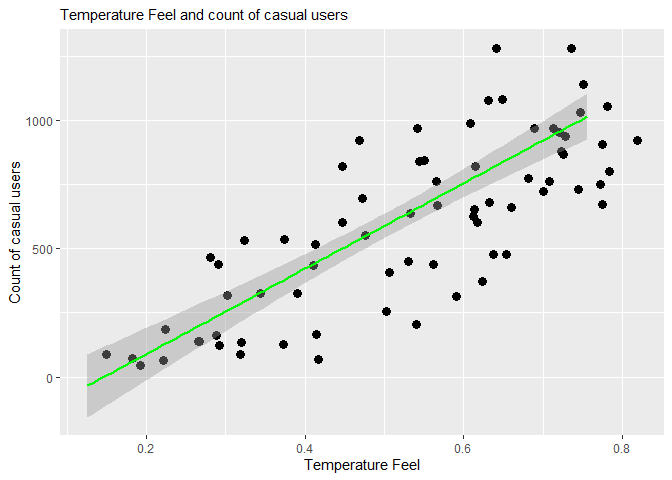 Temperature Feel and count of casual users
Count of casual users
1000
500
0
0.2
0.4
0.6
0.8
Temperature Feel